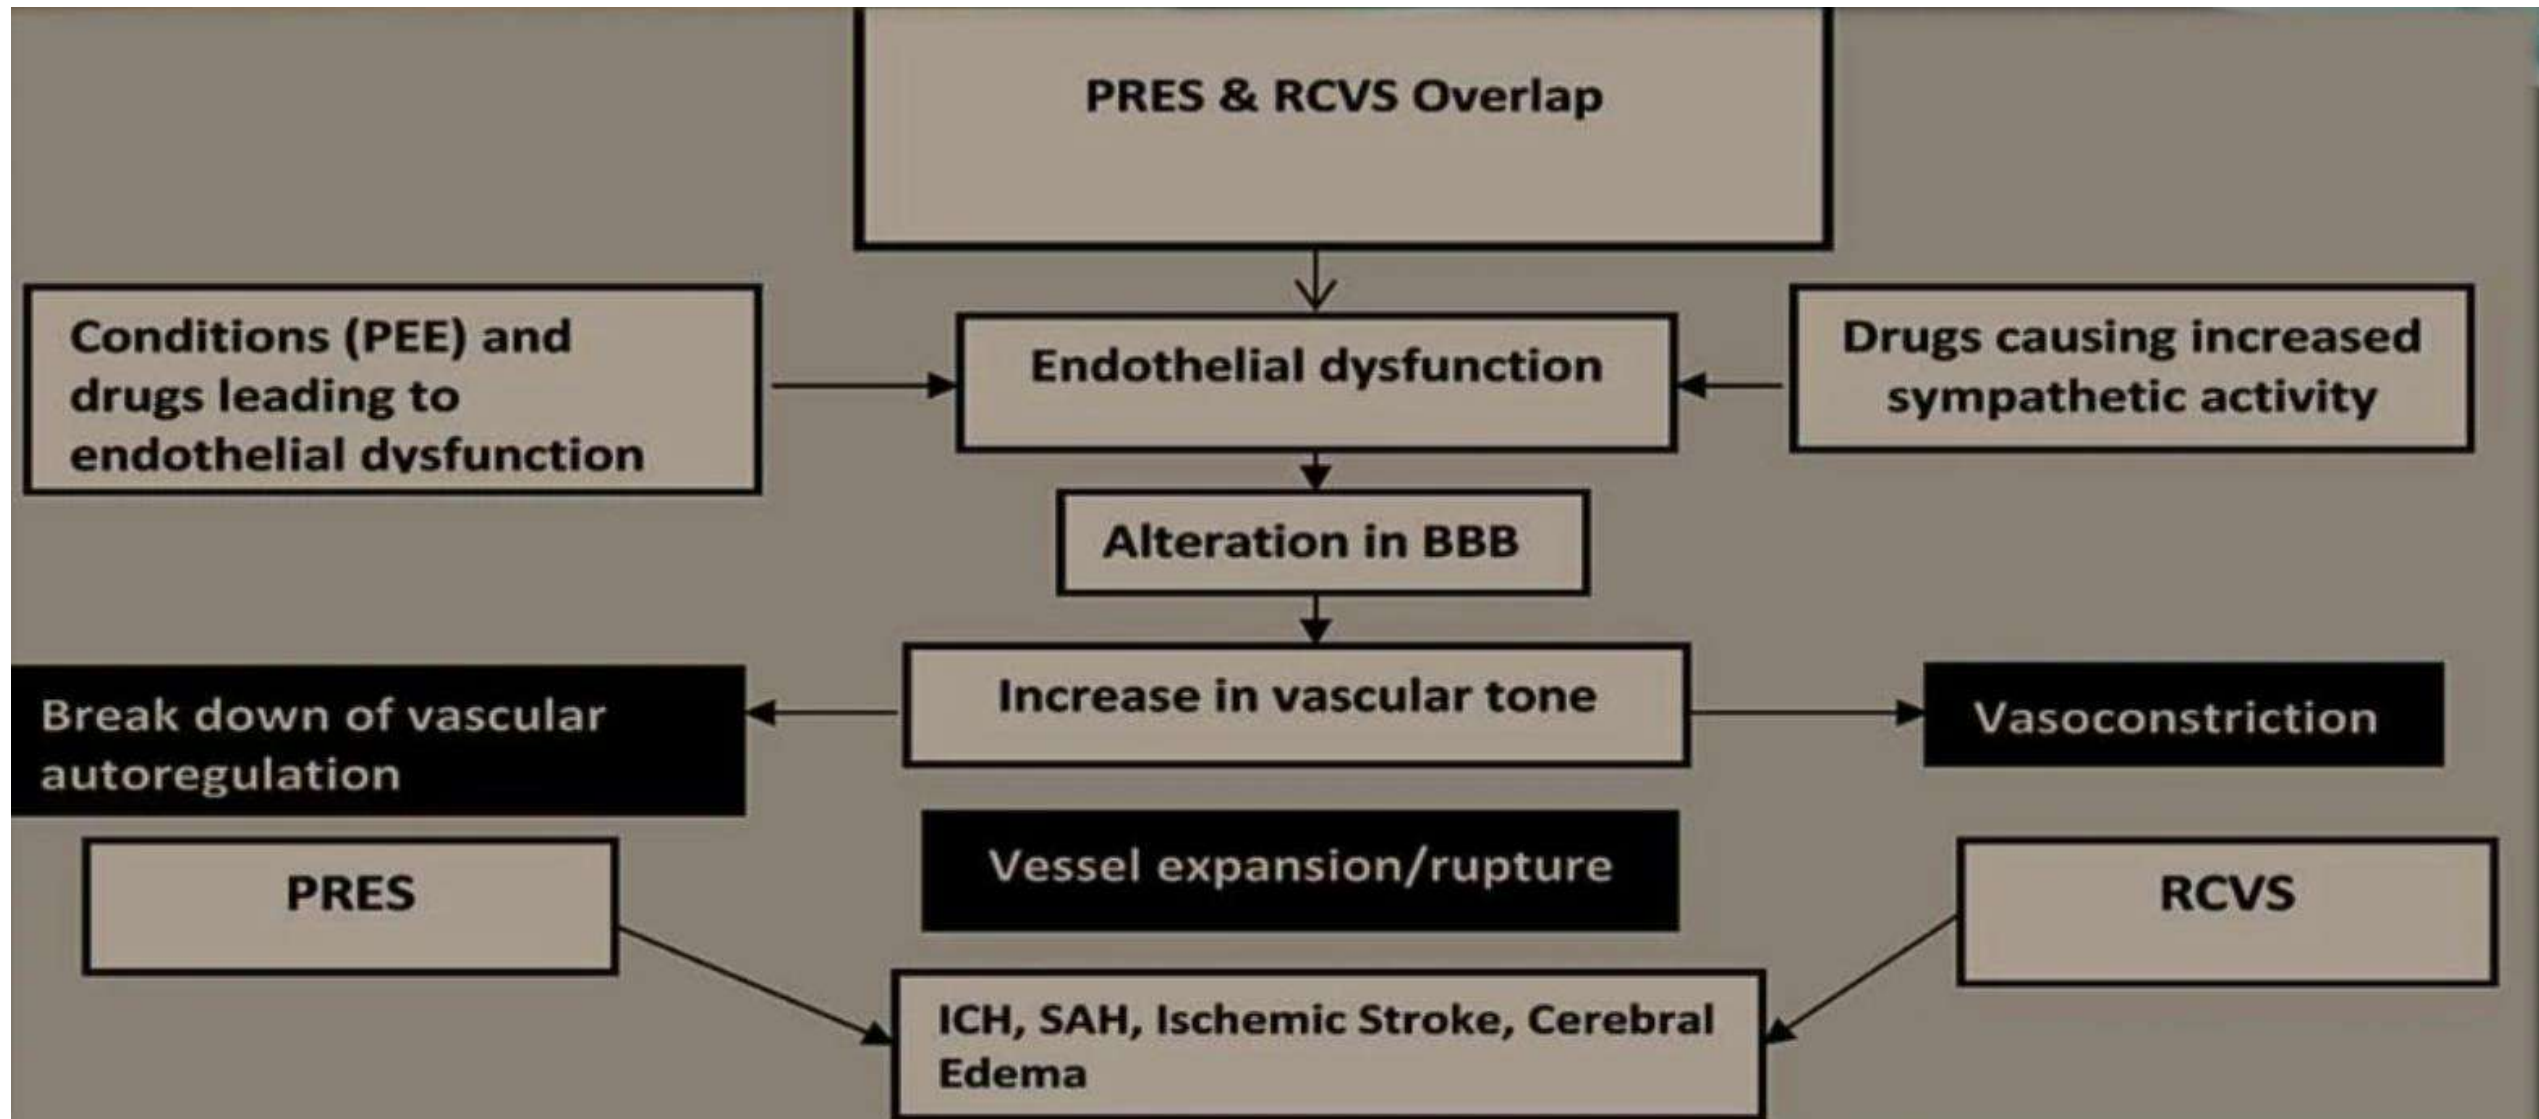 PRES & RCVS Overlap
Conditions (PEE) and
drugs leading to
endothelial dysfunction
Endothelial dysfunction
Drugs causing increased
sympathetic activity
Alteration in BBB
Break down of vascular
autoregulation
Increase in vascular tone
Vasoconstriction
Vessel expansion/rupture
PRES
RCVS
ICH, SAH, Ischemic Stroke, Cerebral
Edema